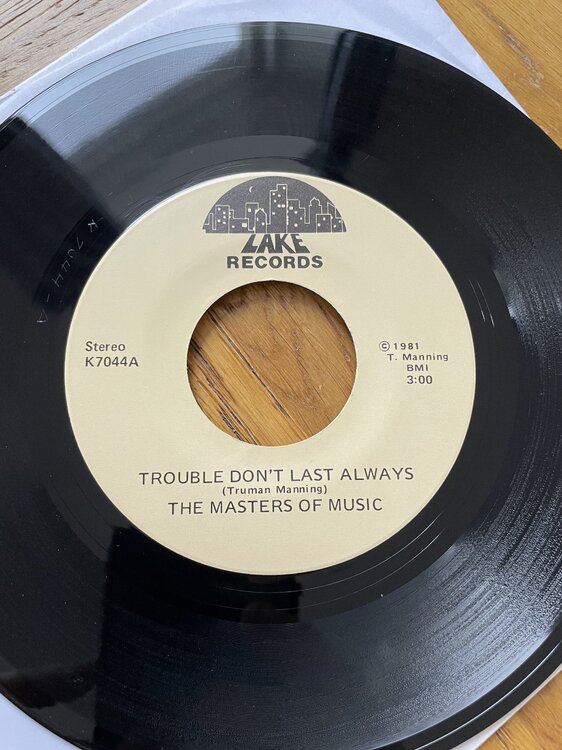 LAKE
RECORDS
Stereo
K7044A
© 1981
T. Manning
BMI
3:00
TROUBLE DON'T LAST ALWAYS
(Truman Manning)
THE MASTERS OF MUSIC
K 7044-A